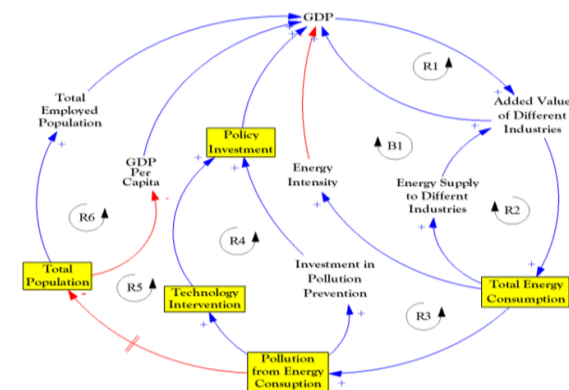 GDP
R1
Total
Employed
Population
Added Value
of Different
Industries
Policy
Investment
B1
GDP
Per
Capita
Energy
Intensity
Energy Supply
to Differnt
Industries
R6
R4
R2
Total
Population
R5
Technology
Intervention
Investment in
Pollution
Prevention
Total Energy
Consumption
R3
Pollution
from Energy
Consuption